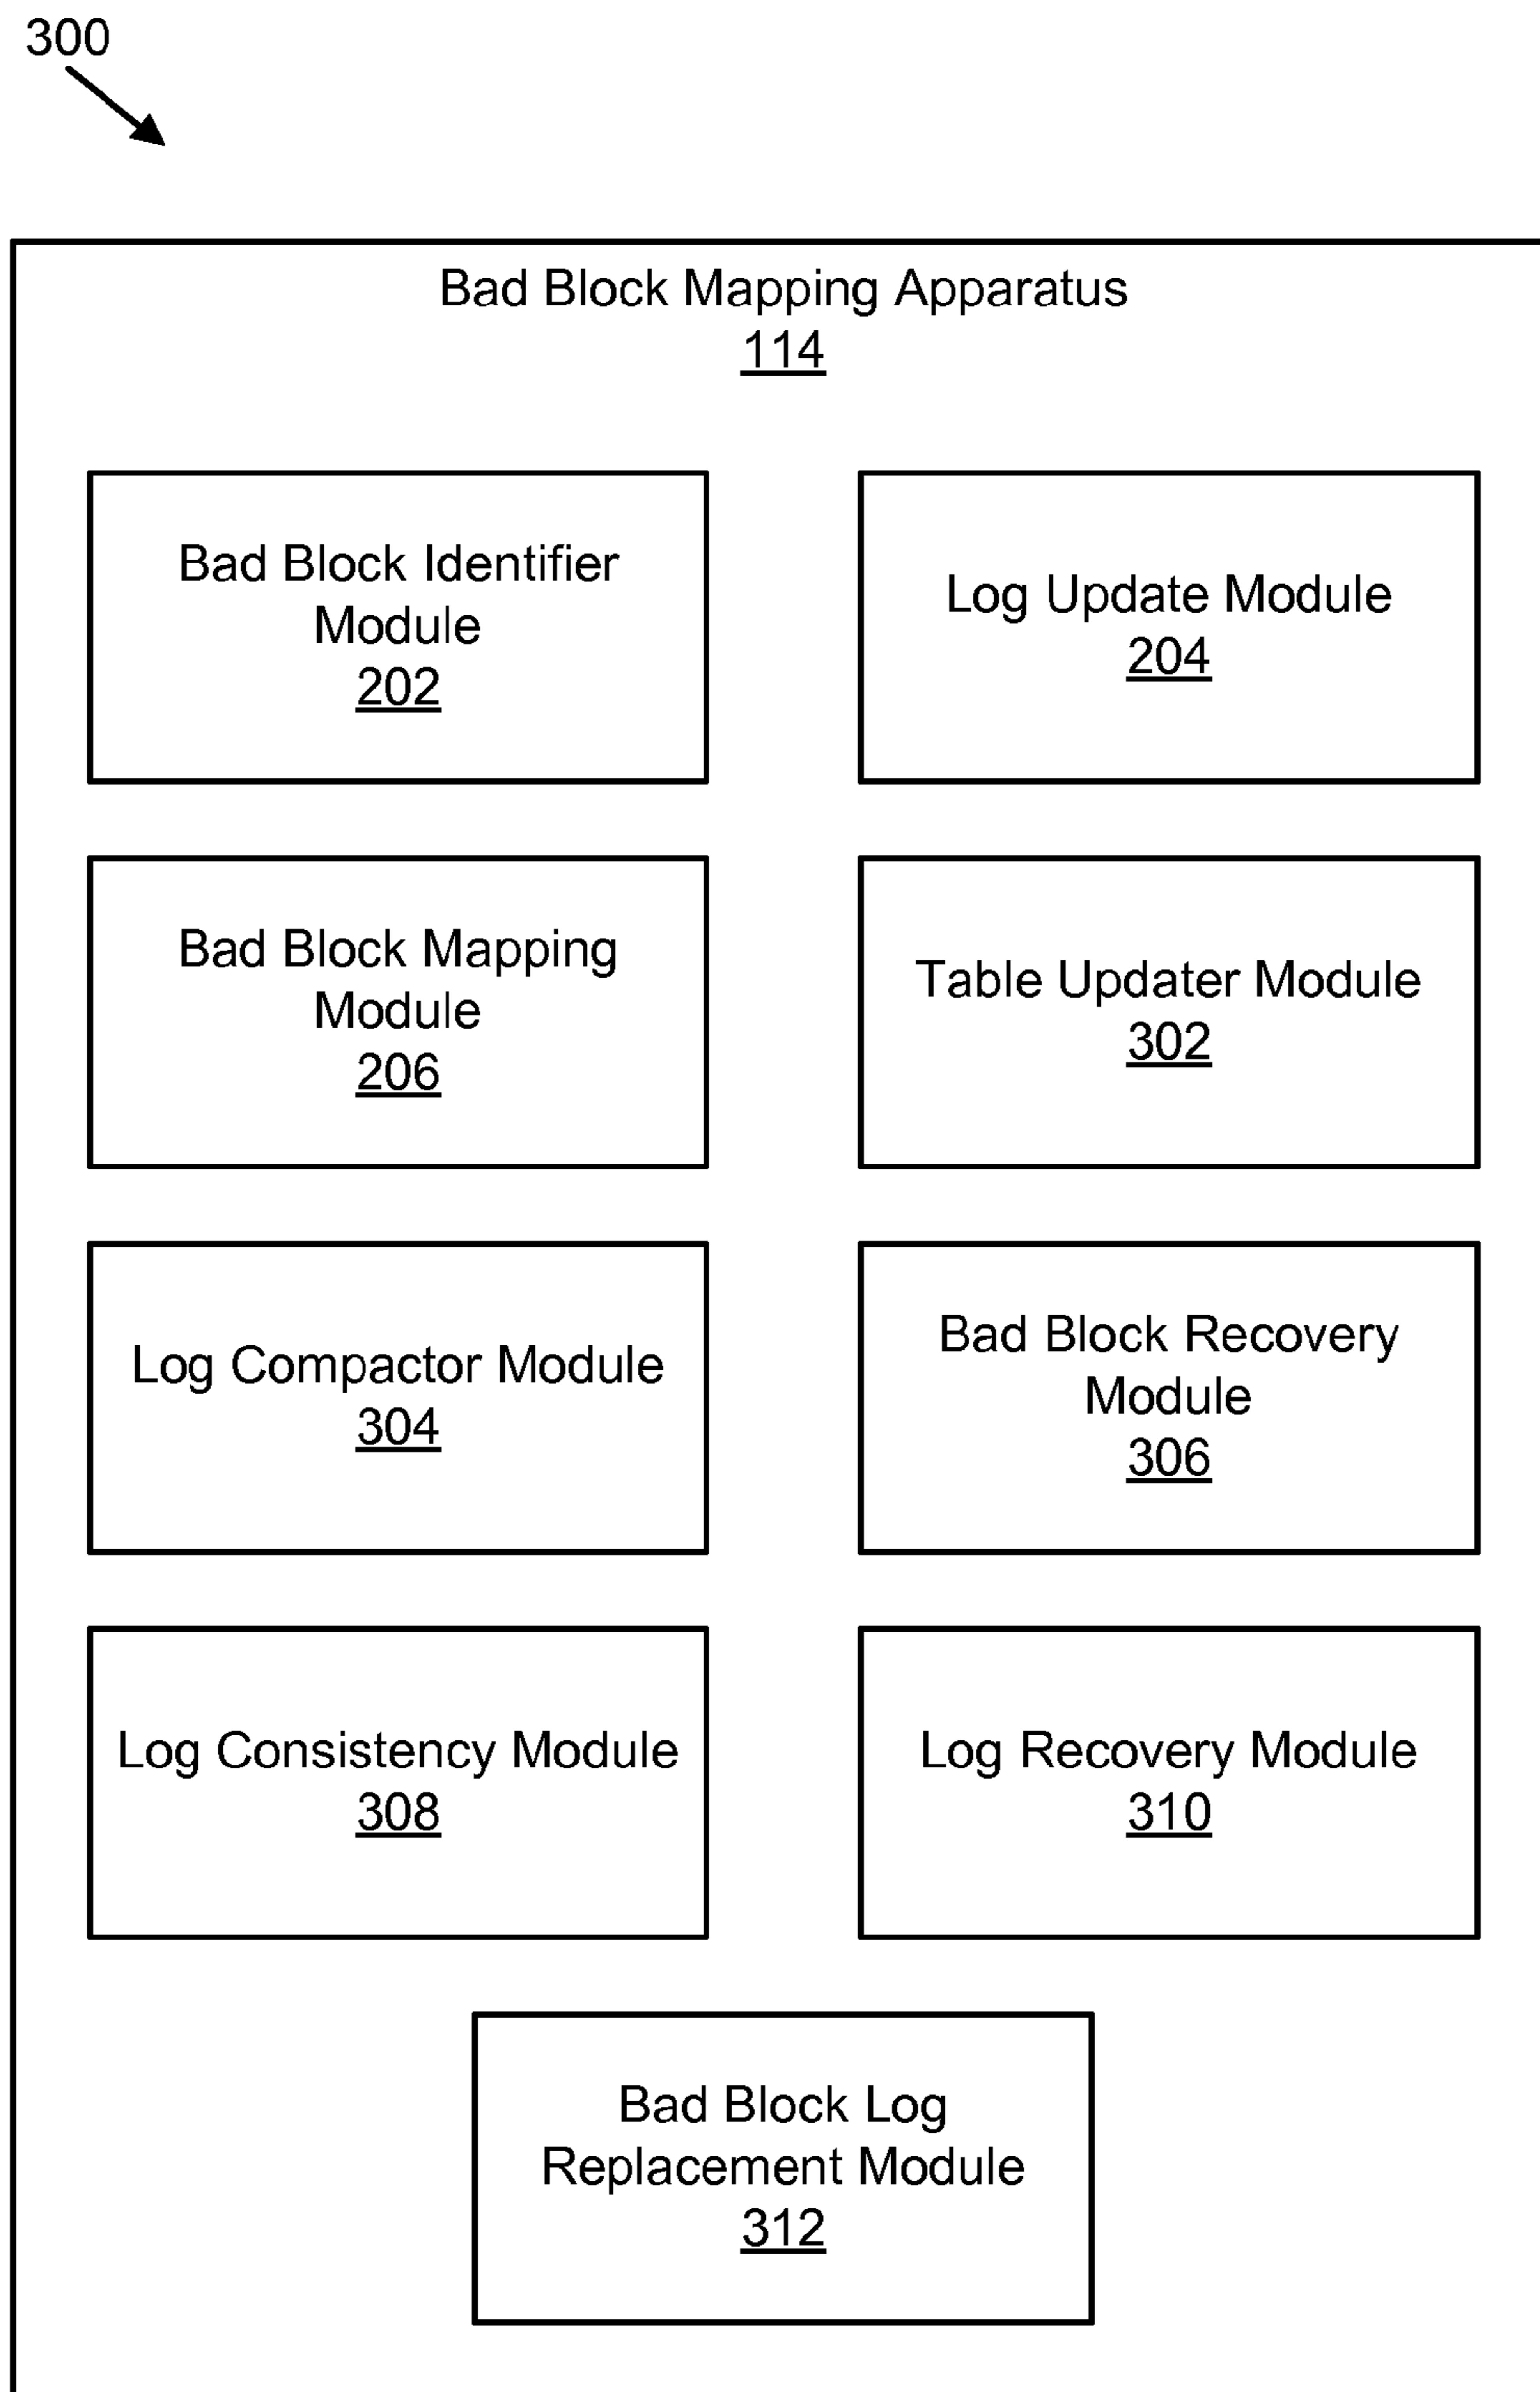 300
Bad Block Mapping Apparatus
114
Bad Block Identifier
Module
202
Log Update Module
204
Bad Block Mapping
Module
206
Table Updater Module
302
Log Compactor Module
304
Bad Block Recovery
Module
306
Log Consistency Module
308
Log Recovery Module
310
Bad Block Log
Replacement Module
312